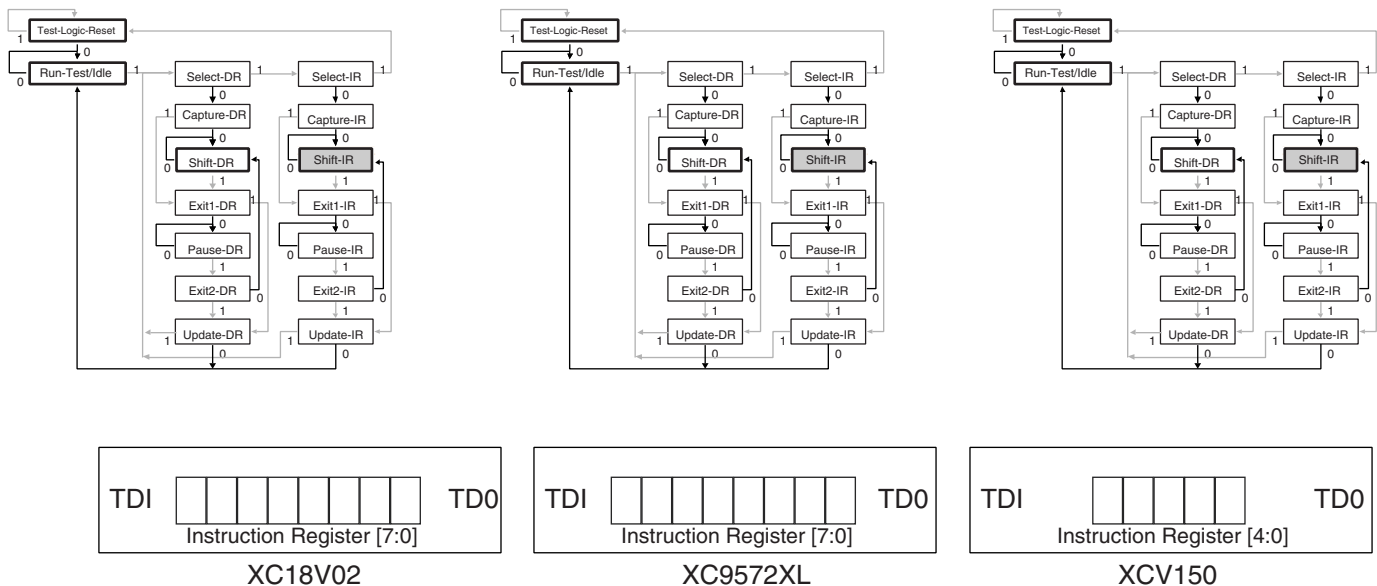 Test-Logic-Reset Test-Logic-Reset Test-Logic-Reset
1 0 1 0 1 0
Run-Test/Idle 1 Select-DR 1 Select-IR 1 Run-Test/Idle 1 Select-DR 1 Select-IR 1 Run-Test/Idle 1 Select-DR 1 Select-IR 1
0 0 0 0 0 0 0 0 0
1 Capture-DR 1 Capture-IR 1 Capture-DR 1 Capture-IR 1 Capture-DR 1 Capture-IR
0 0 0 0 0 0
Shift-DR Shift-IR Shift-DR Shift-IR Shift-DR Shift-IR
0 1 0 1 0 1 0 1 0 1 0 1
Exit1-DR 1 Exit1-IR 1 Exit1-DR 1 Exit1-IR 1 Exit1-DR 1 Exit1-IR 1
0 0 0 0 0 0
Pause-DR Pause-IR Pause-DR Pause-IR Pause-DR Pause-IR
0 1 0 1 0 1 0 1 0 1 0 1
Exit2-DR 0 Exit2-IR 0 Exit2-DR 0 Exit2-IR 0 Exit2-DR 0 Exit2-IR 0
1 1 1 1 1 1
Update-DR Update-IR Update-DR Update-IR Update-DR Update-IR
1 0 1 0 1 0 1 0 1 0 1 0
TDI TD0 TDI TD0 TDI TD0
Instruction Register [7:0] Instruction Register [7:0] Instruction Register [4:0]
XC18V02 XC9572XL XCV150